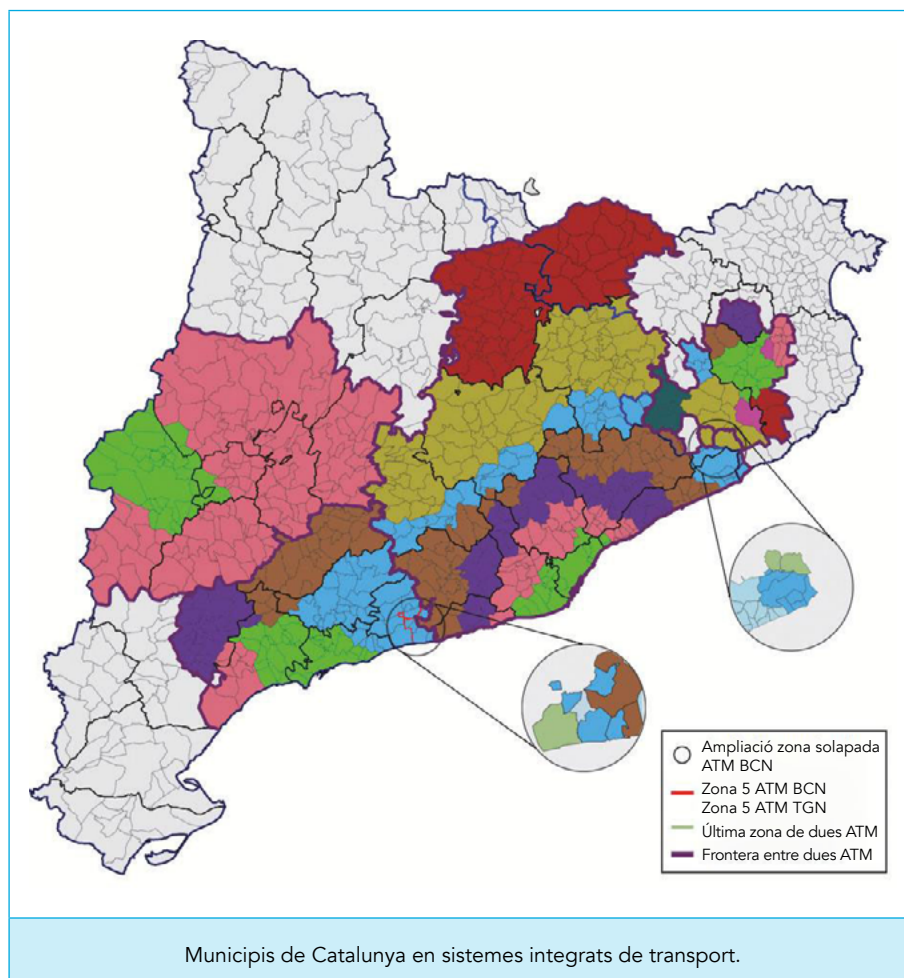 Ampliació zona solapada
ATM BCN
Zona 5 ATM BCN
Zona 5 ATM TGN
Última zona de dues ATM
Frontera entre dues ATM
Municipis de Catalunya en sistemes integrats de transport.